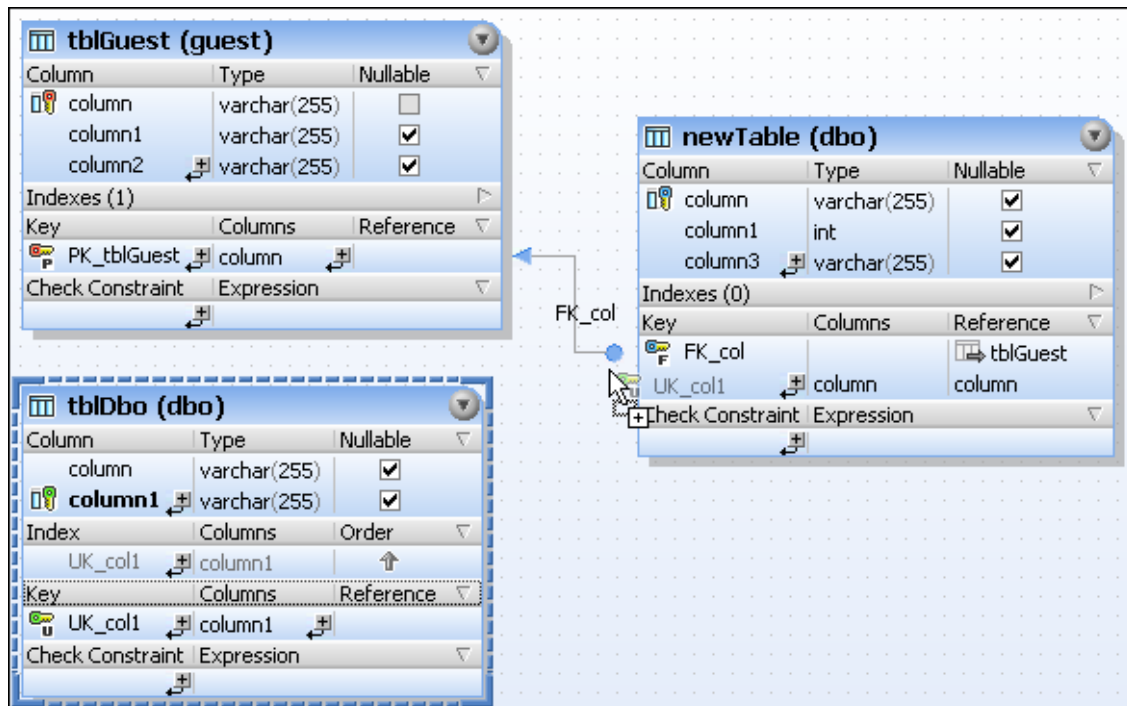 tblGuest (guest)
Column Type Nullable
column varchar(255)
column1 varchar(255)
column2 varchar(255)
Indexes (1)
Key Columns Reference
PK_tblGuest column
Check Constraint Expression
FK_col
newTable (dbo)
Column Type Nullable
column varchar(255)
column1 int
column3 varchar(255)
Indexes (0)
Key Columns Reference
FK_col tblGuest
UK_col1 column column
Check Constraint Expression
tblDbo (dbo)
Column Type Nullable
column varchar(255)
column1 varchar(255)
Index Columns Order
UK_col1 column1
Key Columns Reference
UK_col1 column1
Check Constraint Expression